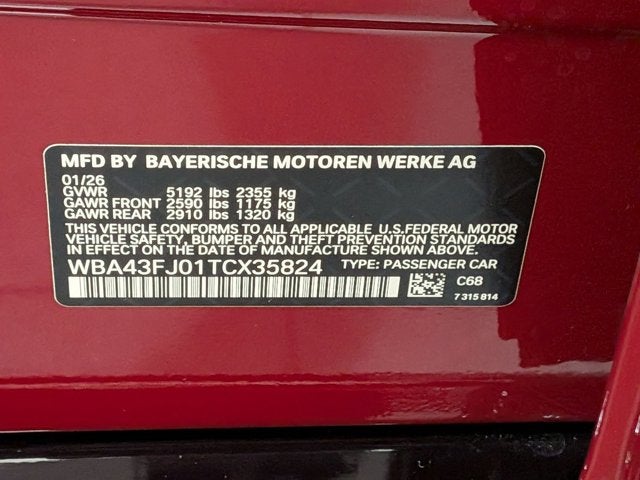 MFD BY BAYERISCHE MOTOREN WERKE AG
01/26
GVWR 5192 lbs 2355 kg
GAWR FRONT 2590 lbs 1175 kg
GAWR REAR 2910 lbs 1320 kg
THIS VEHICLE CONFORMS TO ALL APPLICABLE U.S.FEDERAL MOTOR
VEHICLE SAFETY, BUMPER AND THEFT PREVENTION STANDARDS
IN EFFECT ON THE DATE OF MANUFACTURE SHOWN ABOVE.
WBA43FJ01TCX35824 TYPE: PASSENGER CAR
C68
7 315 814